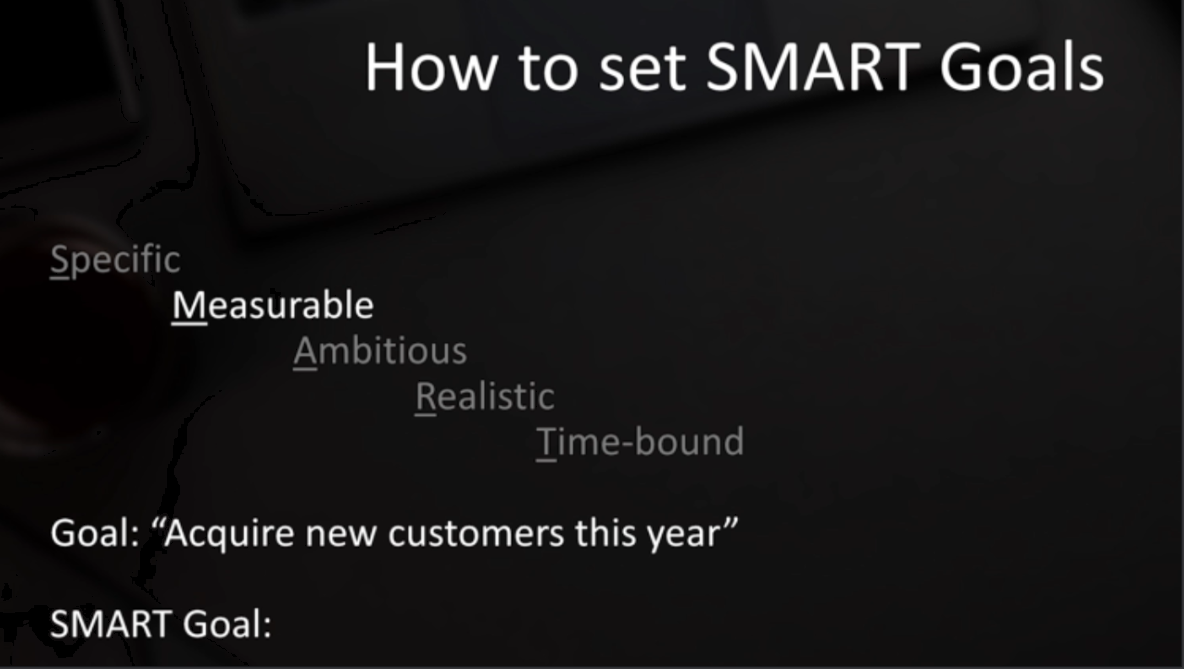 How to set SMART Goals
Specific
Measurable
Ambitious
Realistic
Time-bound
Goal: “Acquire new customers this year”
SMART Goal: